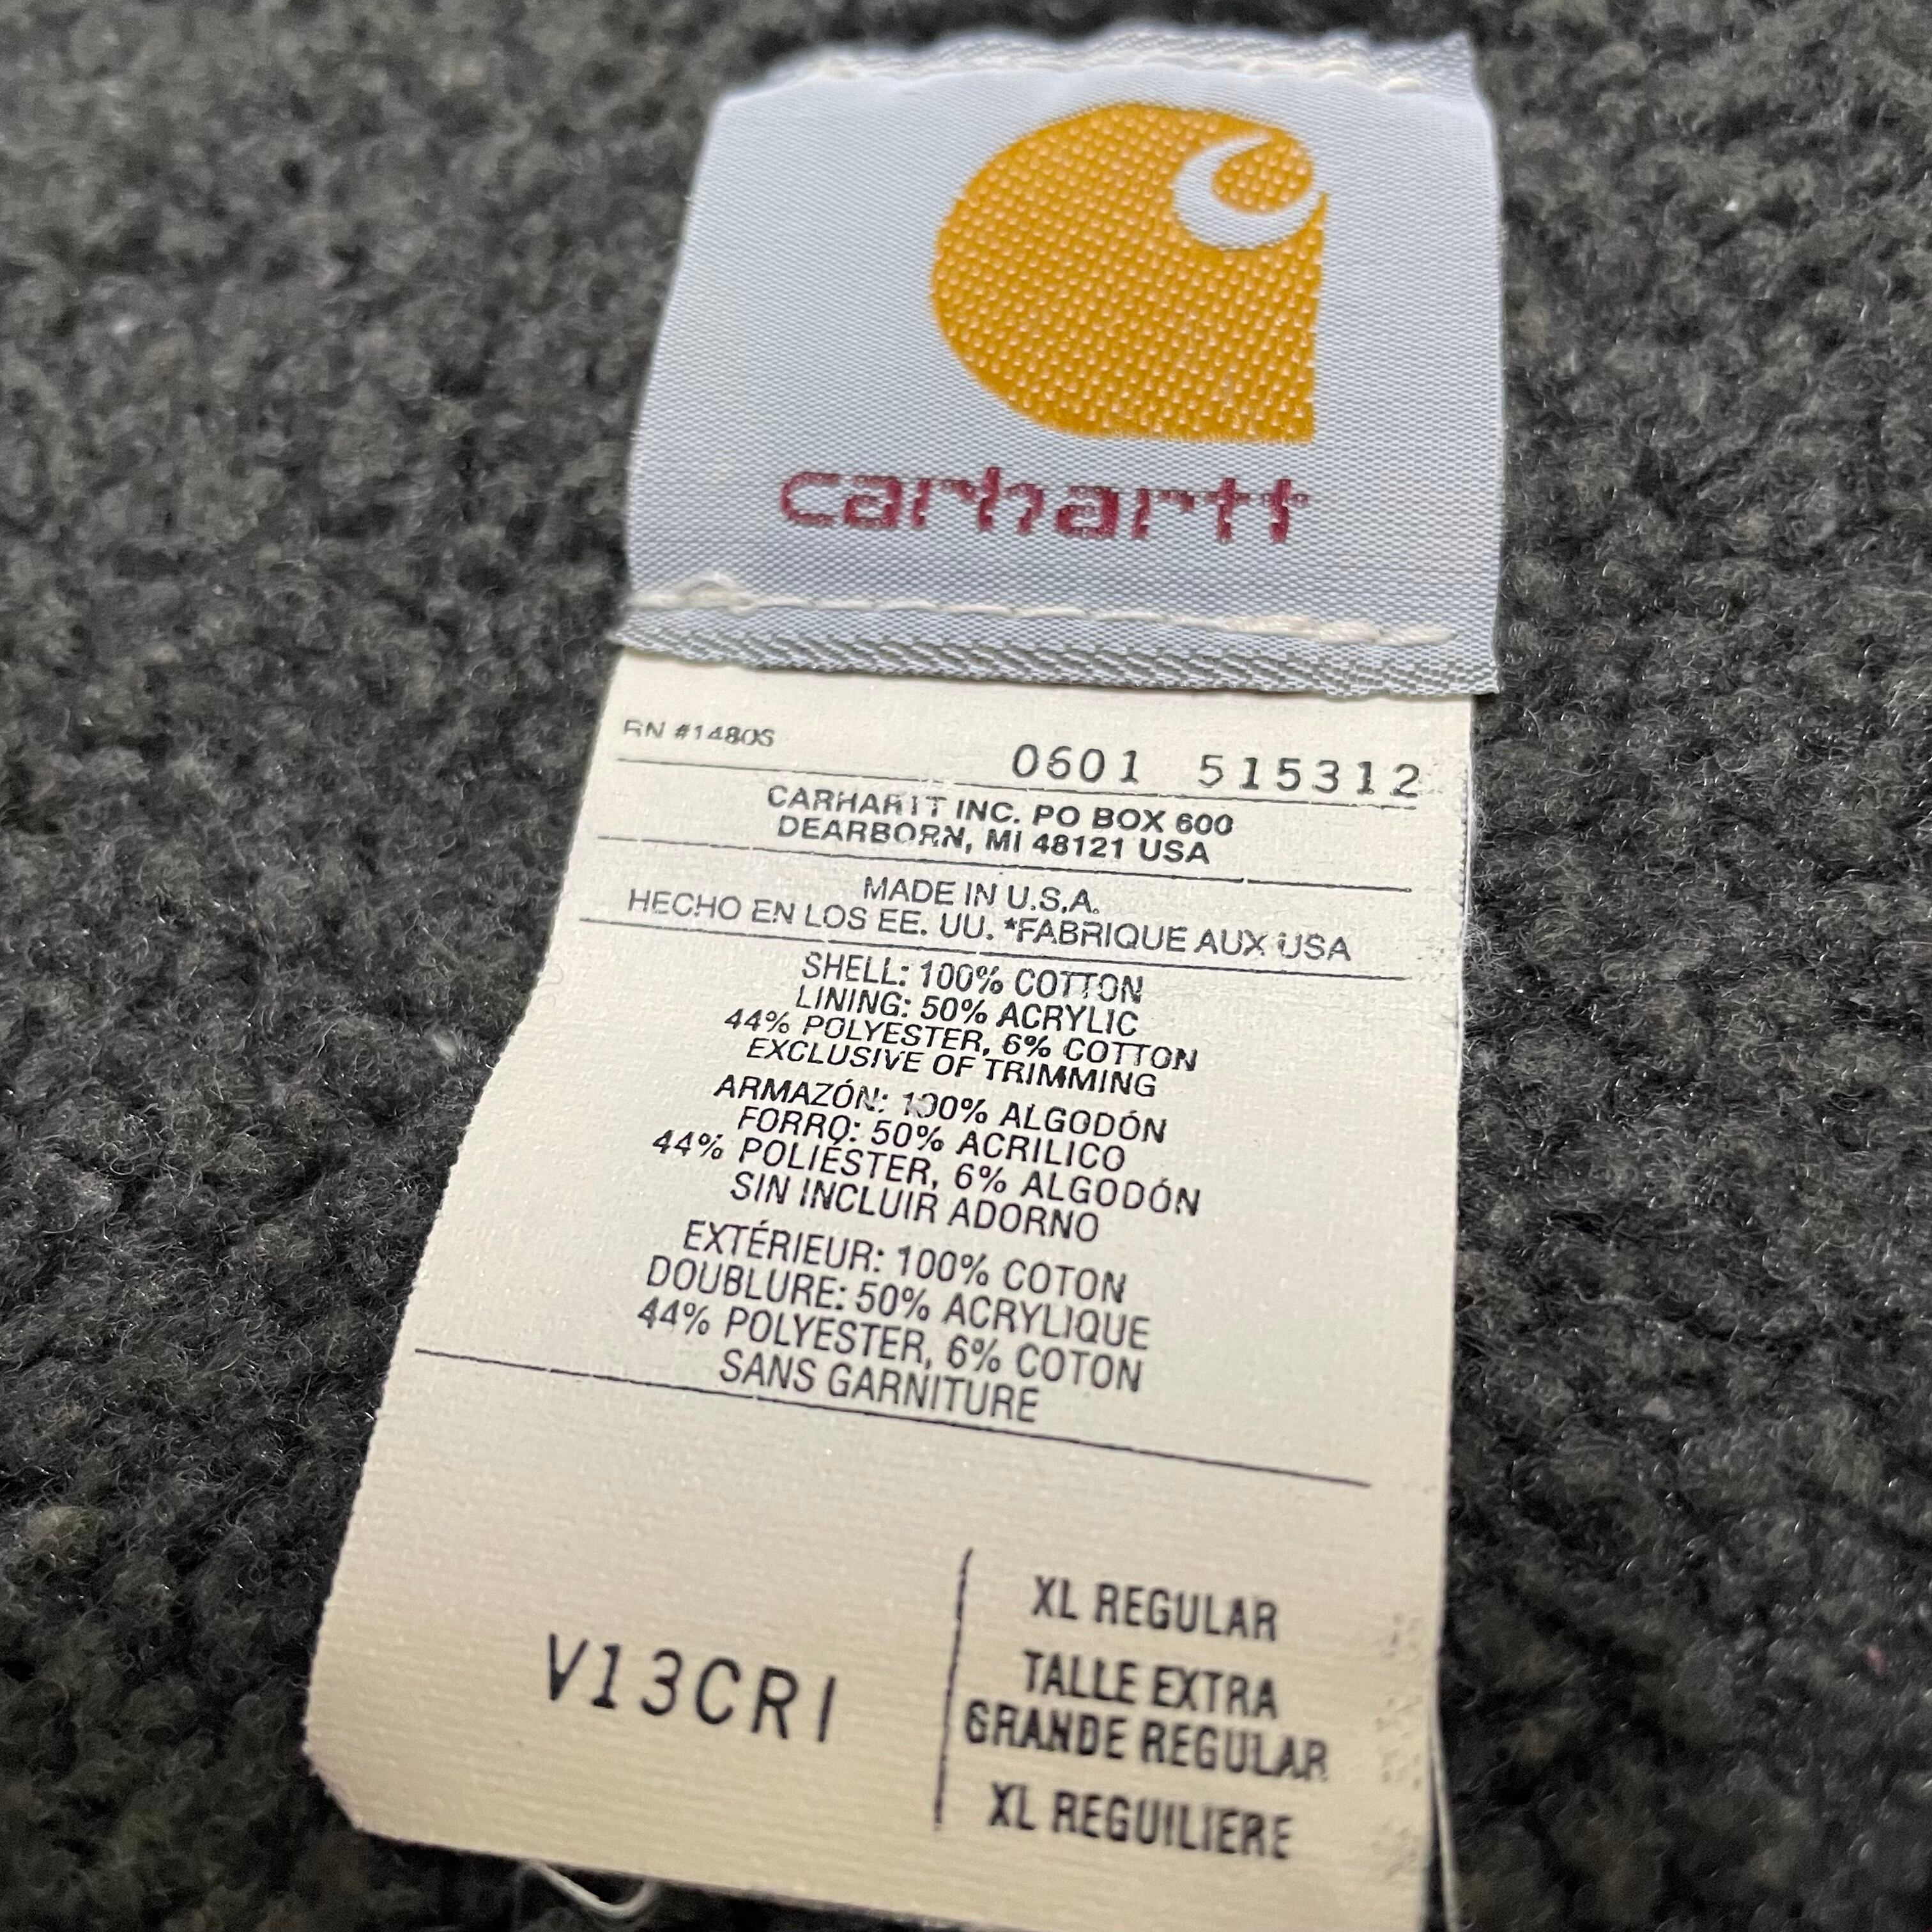 carhartt
RN #14806
0601 515312
CARHARTT INC. PO BOX 600
DEARBORN, MI 48121 USA
MADE IN U.S.A.
HECHO EN LOS EE. UU. *FABRIQUE AUX USA
SHELL: 100% COTTON
LINING: 50% ACRYLIC
44% POLYESTER, 6% COTTON
EXCLUSIVE OF TRIMMING
ARMAZÓN: 100% ALGODÓN
FORRO: 50% ACRILICO
44% POLIÉSTER, 6% ALGODÓN
SIN INCLUIR ADORNO
EXTÉRIEUR: 100% COTON
DOUBLURE: 50% ACRYLIQUE
44% POLYESTER, 6% COTON
SANS GARNITURE
V13CRI
XL REGULAR
TALLE EXTRA
GRANDE REGULAR
XL REGUILIERE